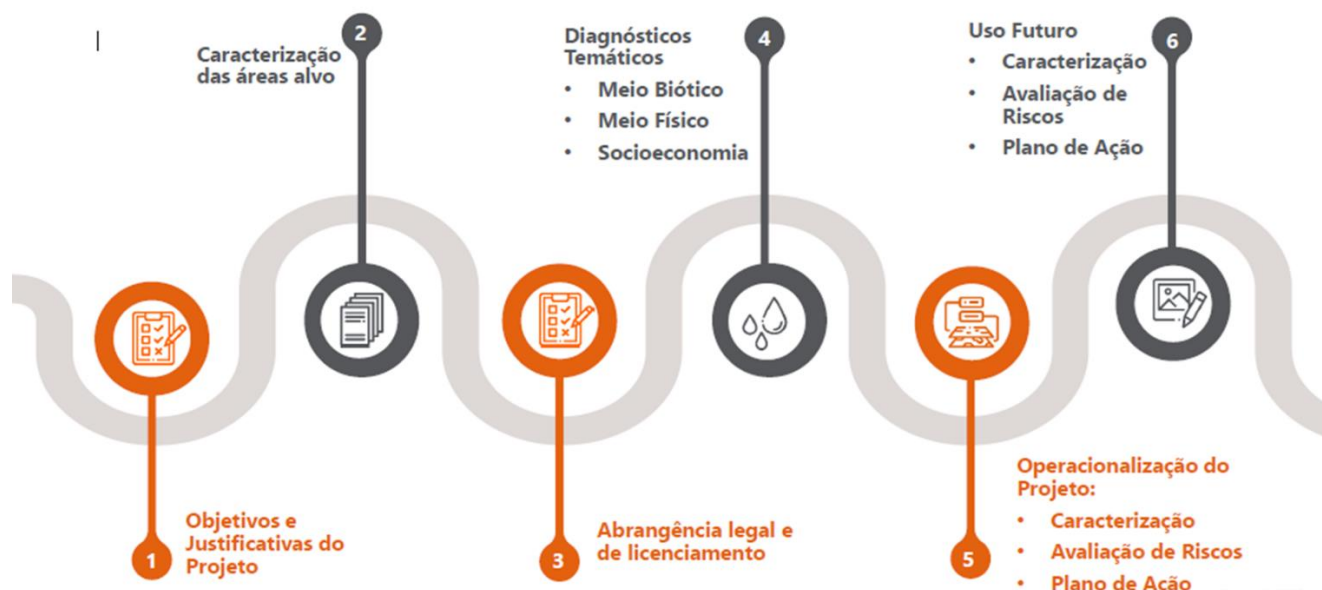 1
Objetivos e
Justificativas do
Projeto
2
Caracterização
das áreas alvo
3
Abrangência legal e
de licenciamento
4
Diagnósticos
Temáticos
• Meio Biótico
• Meio Físico
• Socioeconomia
5
Operacionalização do
Projeto:
• Caracterização
• Avaliação de Riscos
• Plano de Ação
6
Uso Futuro
• Caracterização
• Avaliação de
Riscos
• Plano de Ação